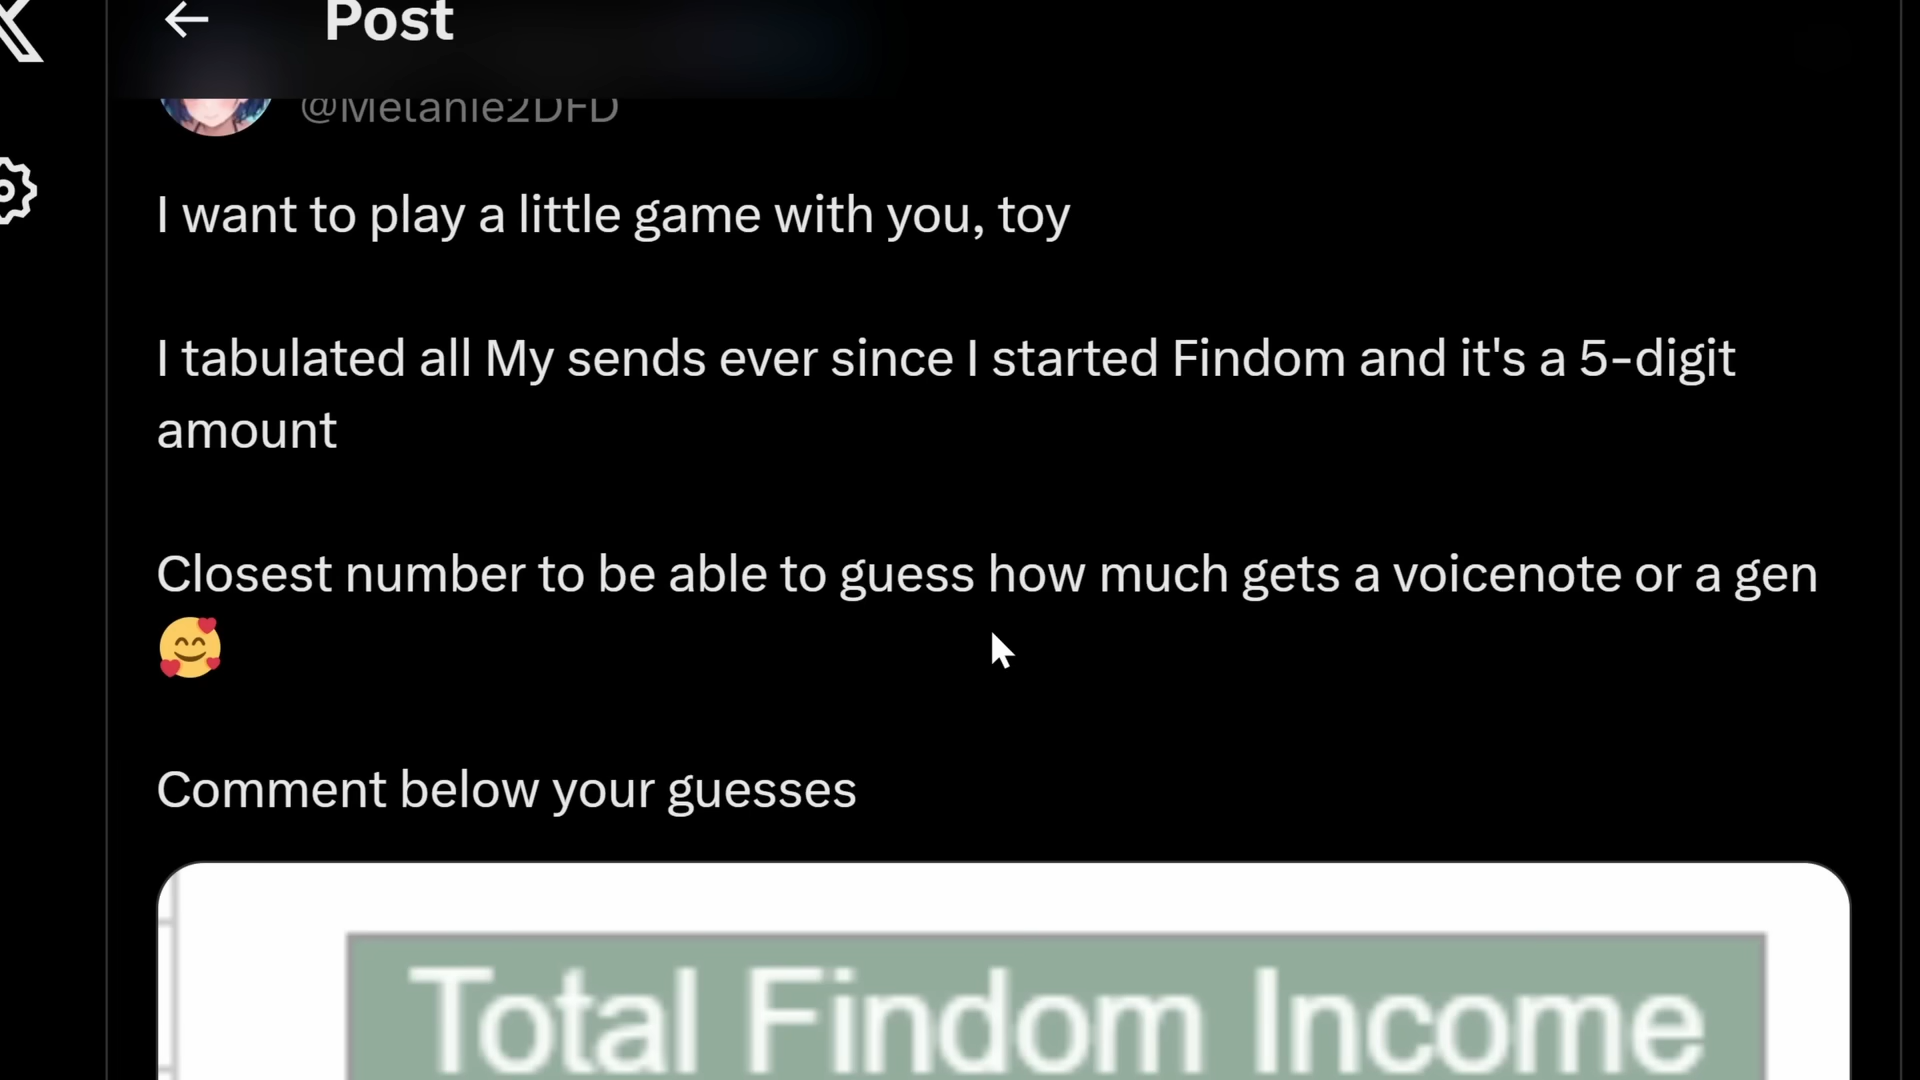 Post
@Melanie2DFD
I want to play a little game with you, toy
I tabulated all My sends ever since I started Findom and it's a 5-digit
amount
Closest number to be able to guess how much gets a voicenote or a gen
Comment below your guesses
Total Findom Income